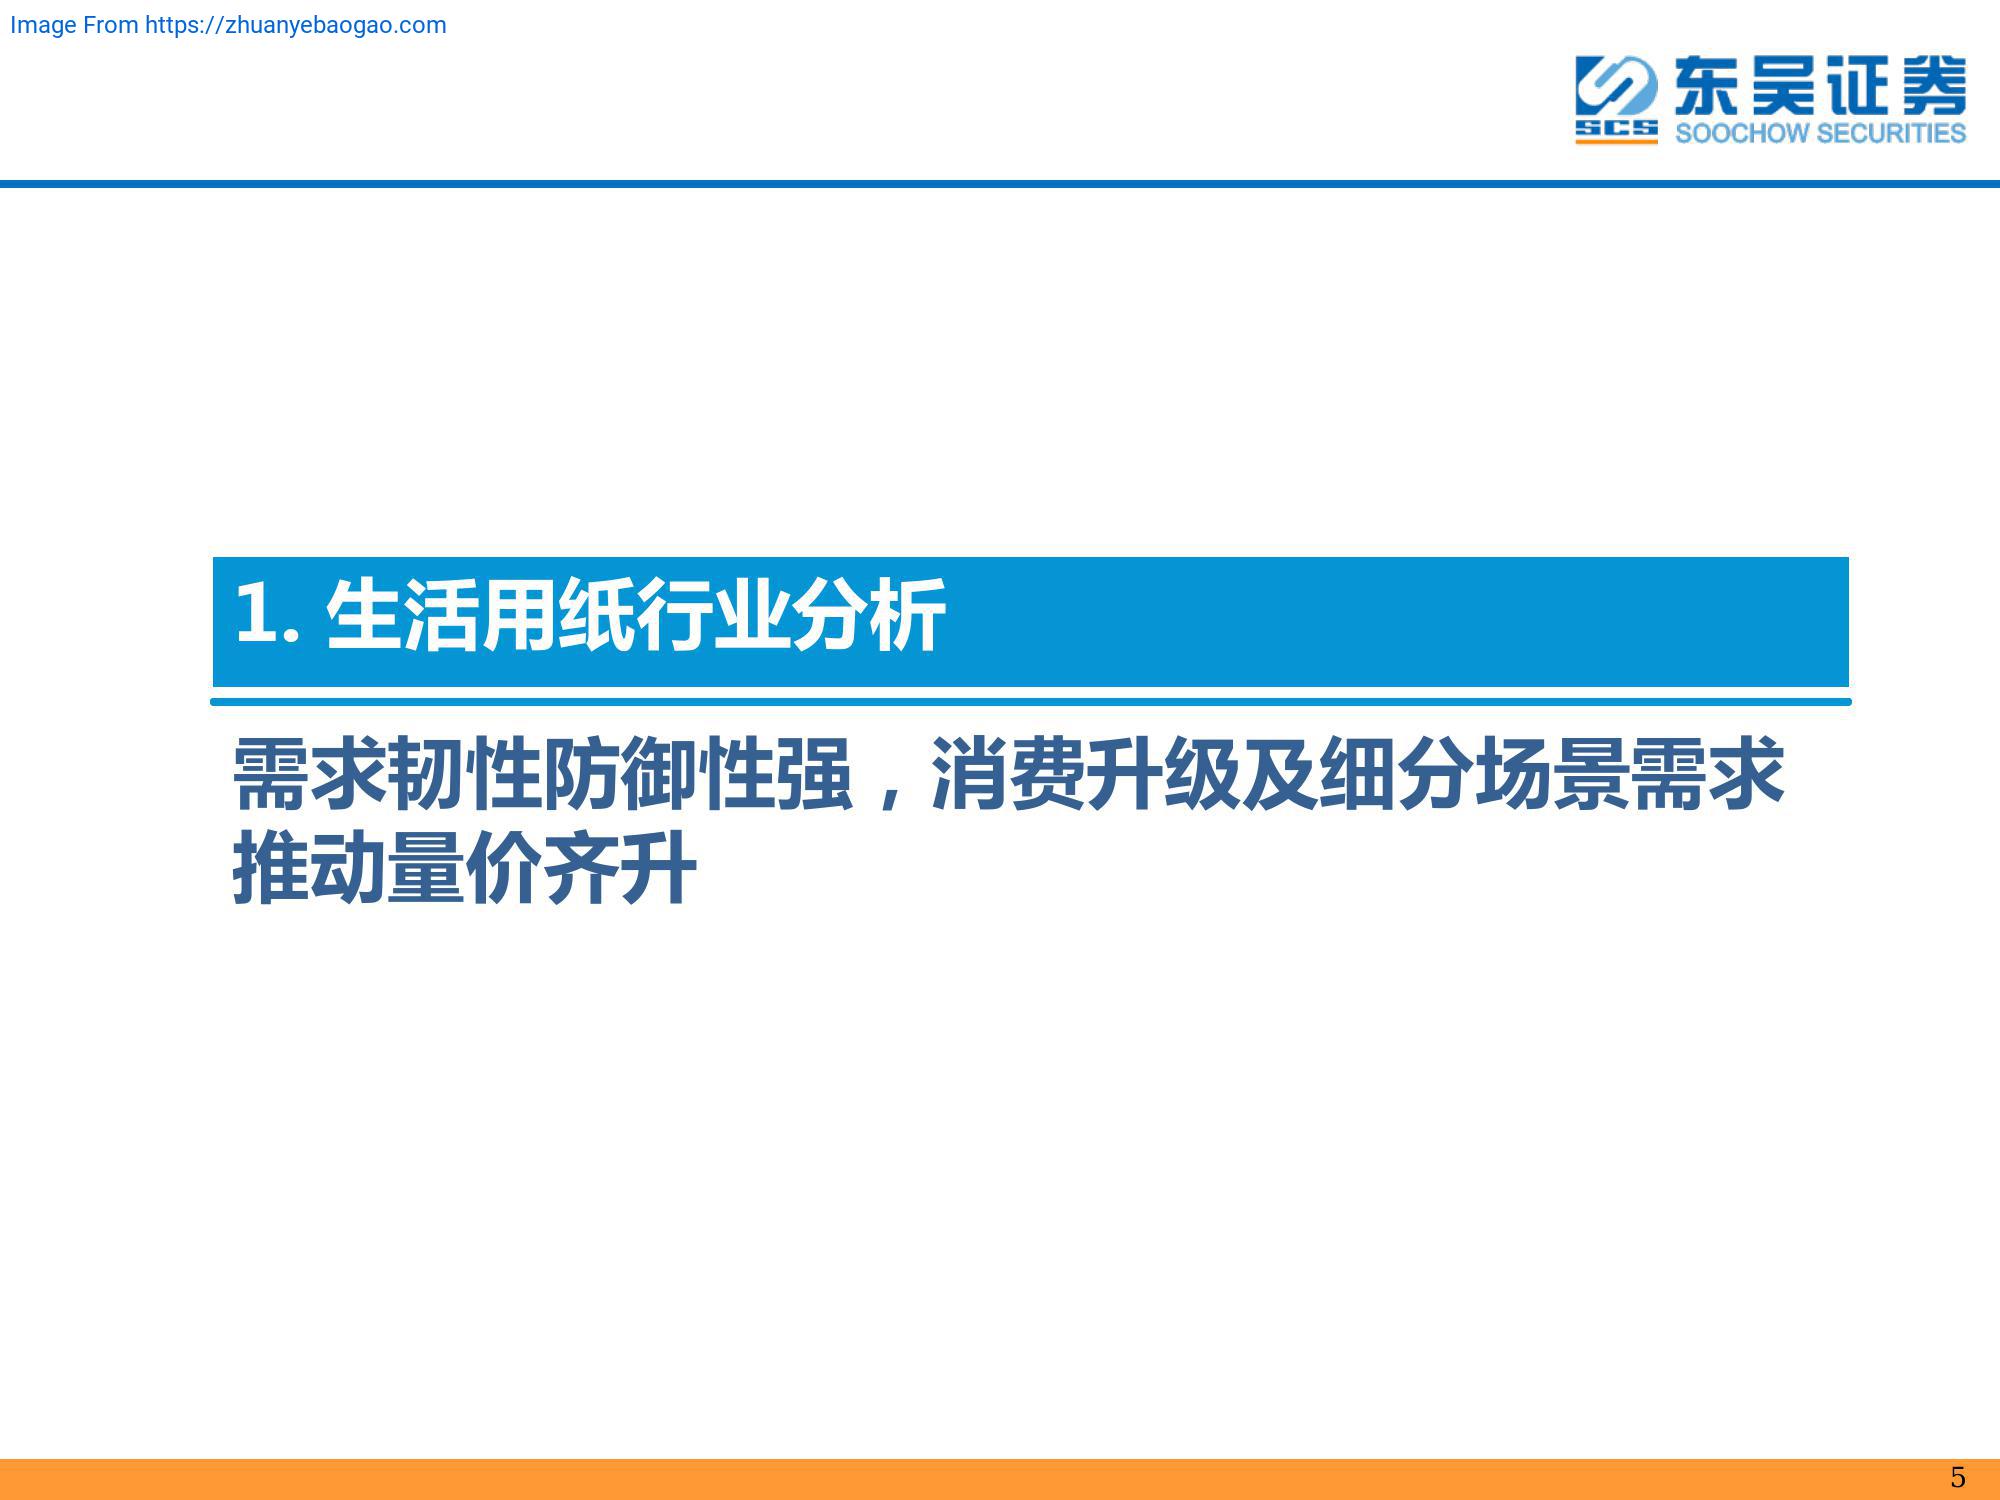 Image From https://zhuanyebaogao.com
东吴证券
SCS
SOOCHOW SECURITIES
1. 生活用纸行业分析
需求韧性防御性强，消费升级及细分场景需求
推动量价齐升
5